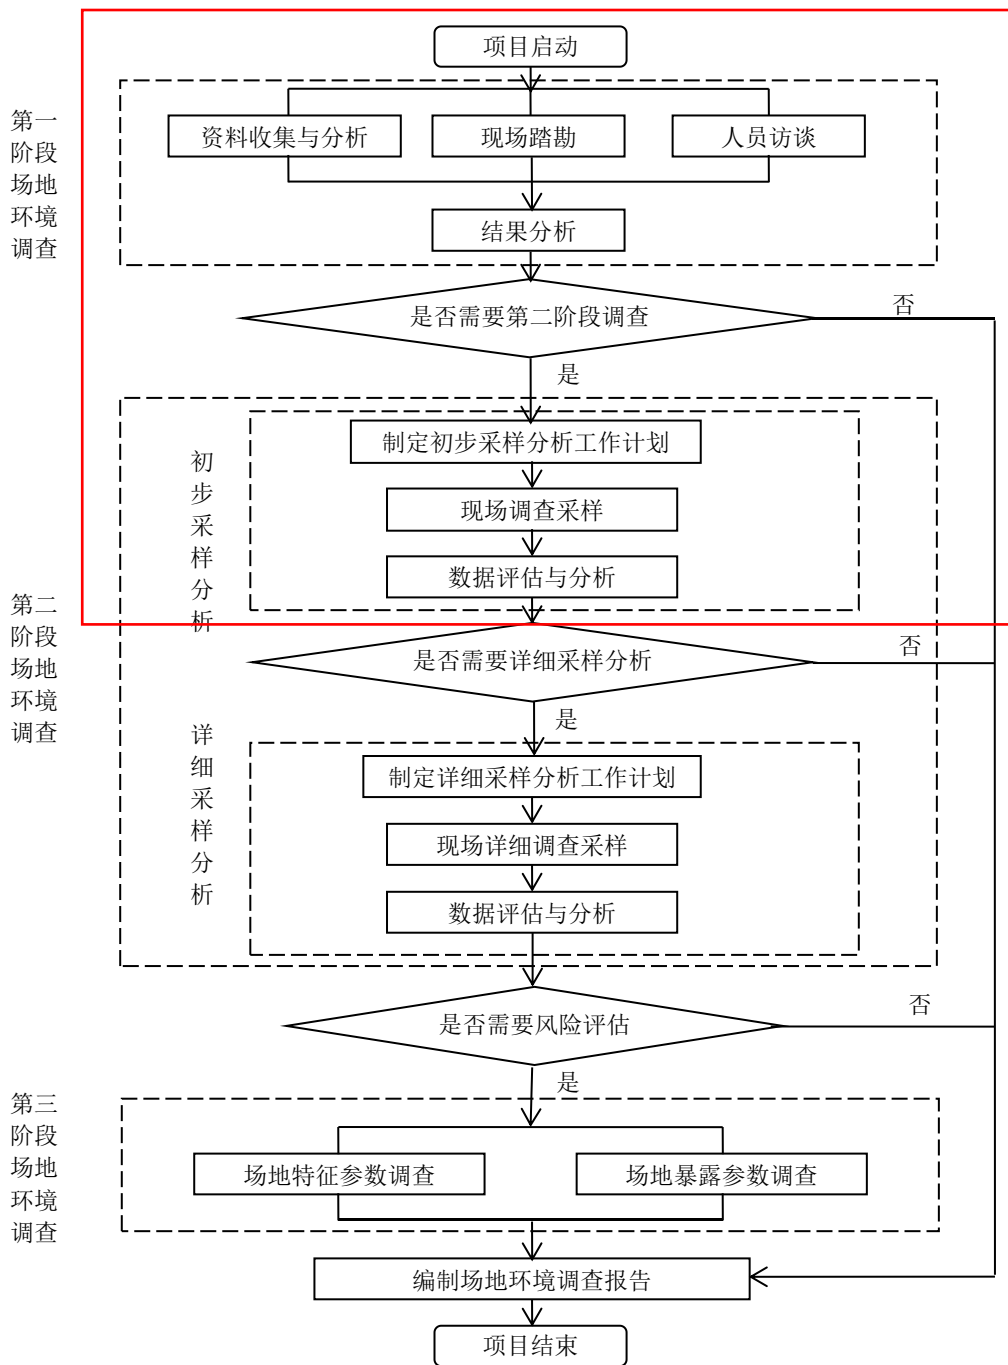 项目启动
第一
阶段
场地
环境
调查
资料收集与分析
现场踏勘
人员访谈
结果分析
是否需要第二阶段调查
否
是
第二
阶段
场地
环境
调查
初
步
采
样
分
析
制定初步采样分析工作计划
现场调查采样
数据评估与分析
是否需要详细采样分析
否
是
详
细
采
样
分
析
制定详细采样分析工作计划
现场详细调查采样
数据评估与分析
是否需要风险评估
否
是
第三
阶段
场地
环境
调查
场地特征参数调查
场地暴露参数调查
编制场地环境调查报告
项目结束